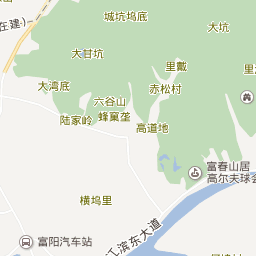 在建）
城坑坞底
大坑
大甘坑
里戴
大湾底
赤松村
六谷山
陆家岭
蜂窠垄
高道地
富春山居
高尔夫球会
横坞里
江滨东大道
富阳汽车站